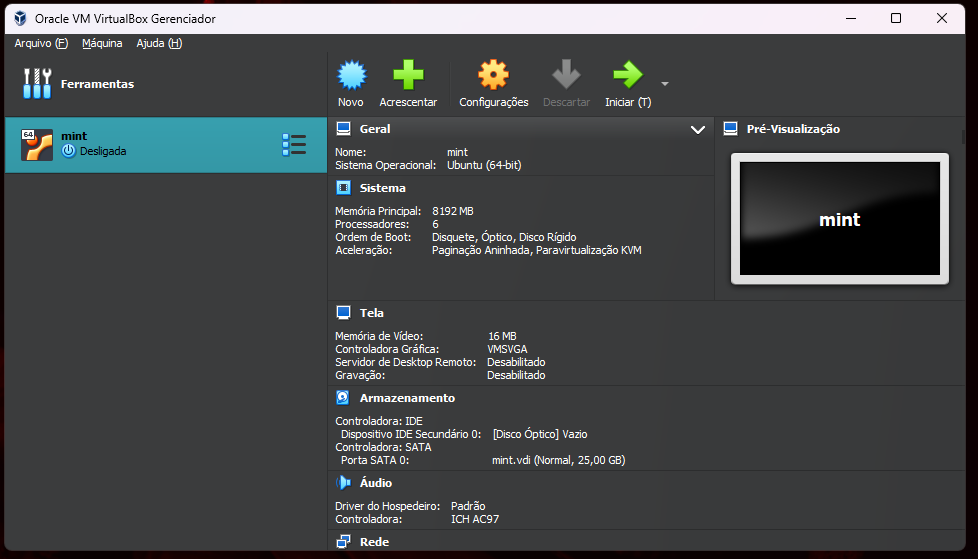 Oracle VM VirtualBox Gerenciador
Arquivo (F) Máquina Ajuda (H)
Ferramentas
Novo Acrescentar Configurações Descartar Iniciar (T)
64
mint
Desligada
Geral
Nome: mint
Sistema Operacional: Ubuntu (64-bit)
Pré-Visualização
mint
Sistema
Memória Principal: 8192 MB
Processadores: 6
Ordem de Boot: Disquete, Óptico, Disco Rígido
Aceleração: Paginação Aninhada, Paravirtualização KVM
Tela
Memória de Vídeo: 16 MB
Controladora Gráfica: VMSVGA
Servidor de Desktop Remoto: Desabilitado
Gravação: Desabilitado
Armazenamento
Controladora: IDE
Dispositivo IDE Secundário 0: [Disco Óptico] Vazio
Controladora: SATA
Porta SATA 0: mint.vdi (Normal, 25,00 GB)
Áudio
Driver do Hospedeiro: Padrão
Controladora: ICH AC97
Rede